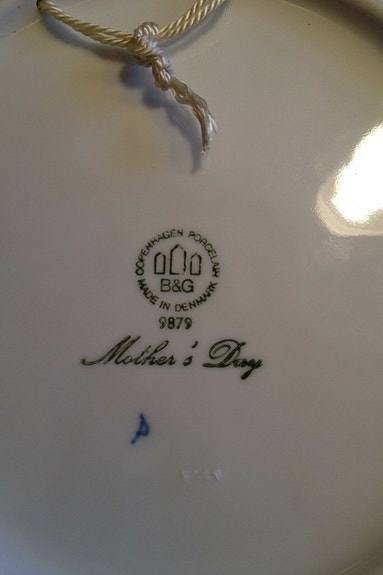 COPENHAGEN PORCELAIN
B&G
MADE IN DENMARK
9879
Mother's Day